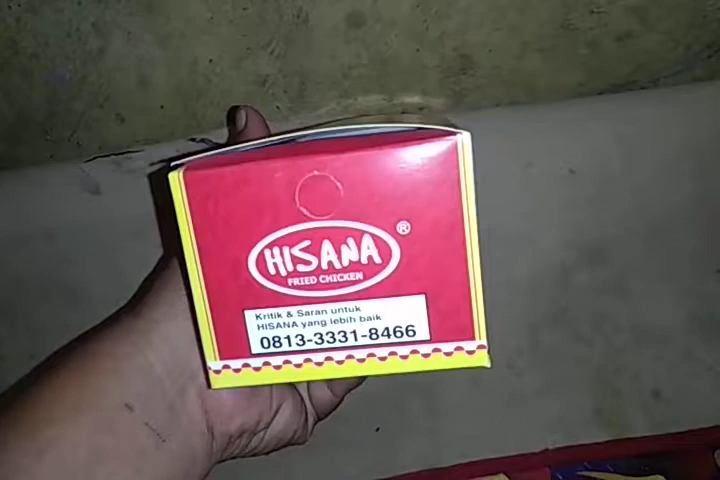 HISANA ®
FRIED CHICKEN
Kritik & Saran untuk
HISANA yang lebih baik
0813-3331-8466